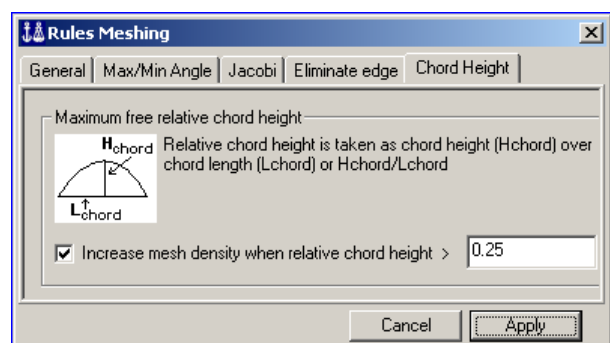 Rules Meshing
General Max/Min Angle Jacobi Eliminate edge Chord Height
Maximum free relative chord height
Hchord
Lchord
Relative chord height is taken as chord height (Hchord) over
chord length (Lchord) or Hchord/Lchord
Increase mesh density when relative chord height > 0.25
Cancel Apply